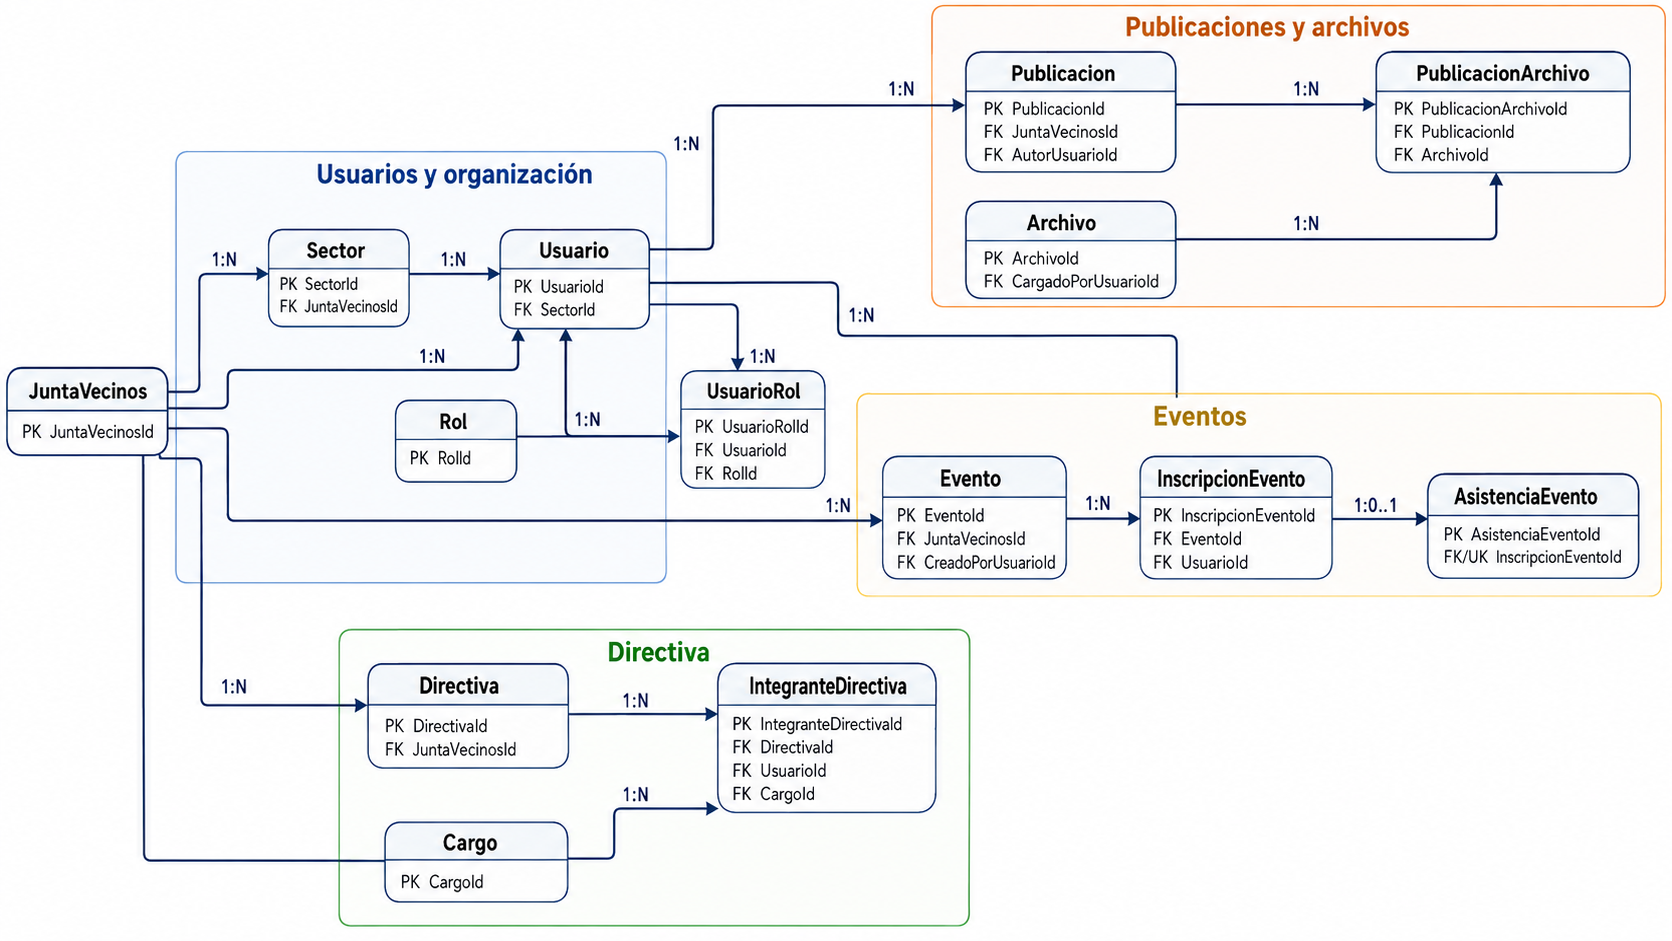 Publicaciones y archivos
Publicacion
PK PublicacionId
FK JuntaVecinosId
FK AutorUsuarioId
1:N
PublicacionArchivo
PK PublicacionArchivoId
FK PublicacionId
FK ArchivoId
Archivo
PK ArchivoId
FK CargadoPorUsuarioId
1:N
1:N
1:N
Usuarios y organización
1:N
Sector
PK SectorId
FK JuntaVecinosId
1:N
Usuario
PK UsuarioId
FK SectorId
1:N
1:N
1:N
JuntaVecinos
PK JuntaVecinosId
Rol
PK RolId
1:N
UsuarioRol
PK UsuarioRolId
FK UsuarioId
FK RolId
Eventos
1:N
Evento
PK EventoId
FK JuntaVecinosId
FK CreadoPorUsuarioId
1:N
InscripcionEvento
PK InscripcionEventoId
FK EventoId
FK UsuarioId
1:0..1
AsistenciaEvento
PK AsistenciaEventoId
FK/UK InscripcionEventoId
Directiva
1:N
Directiva
PK DirectivaId
FK JuntaVecinosId
1:N
IntegranteDirectiva
PK IntegranteDirectivaId
FK DirectivaId
FK UsuarioId
FK CargoId
1:N
Cargo
PK CargoId